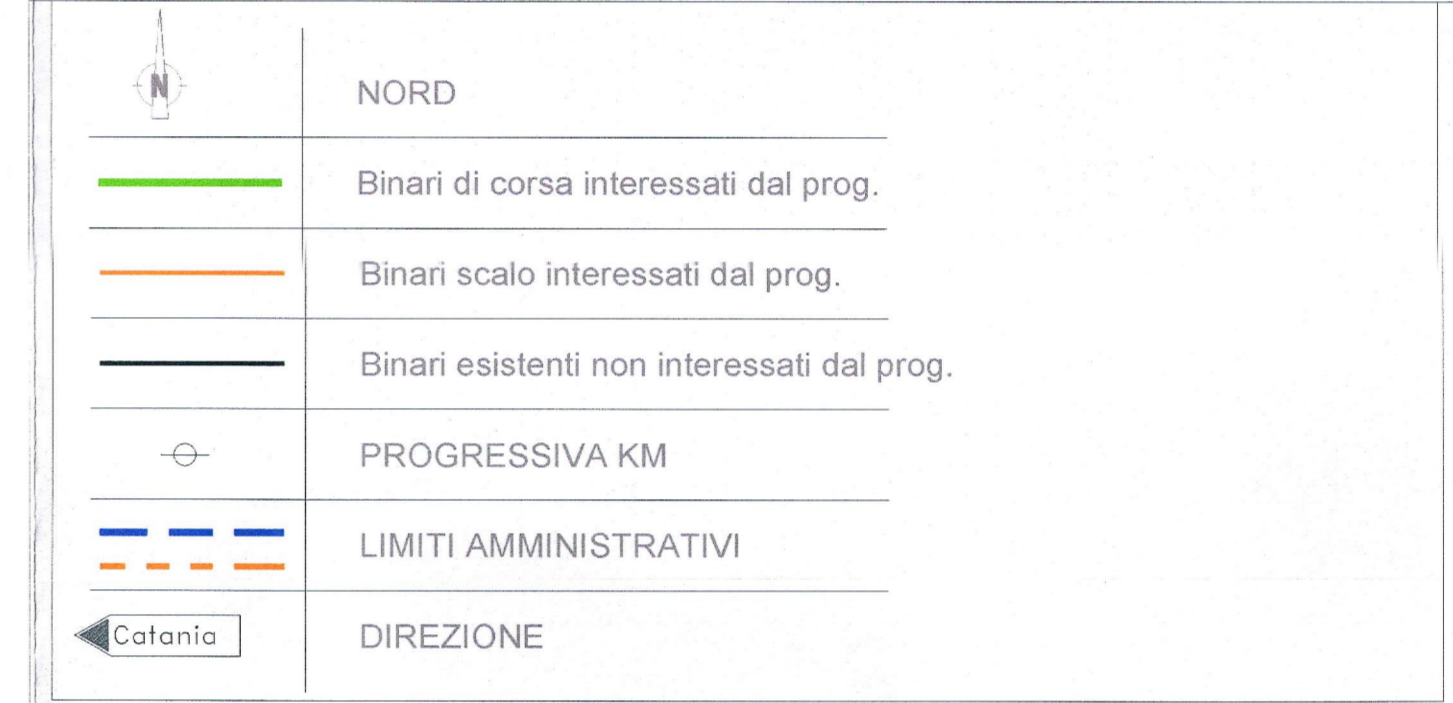 N
NORD
Binari di corsa interessati dal prog.
Binari scalo interessati dal prog.
Binari esistenti non interessati dal prog.
PROGRESSIVA KM
LIMITI AMMINISTRATIVI
Catania
DIREZIONE